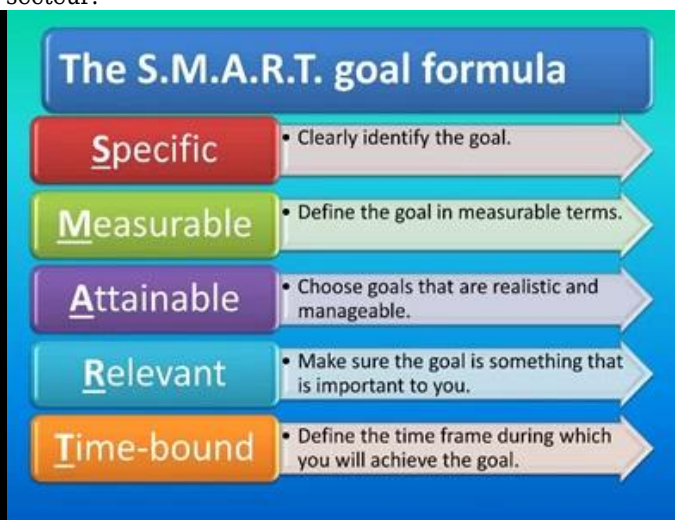 The S.M.A.R.T. goal formula
Specific
• Clearly identify the goal.
Measurable
• Define the goal in measurable terms.
Attainable
• Choose goals that are realistic and
manageable.
Relevant
• Make sure the goal is something that
is important to you.
Time-bound
• Define the time frame during which
you will achieve the goal.